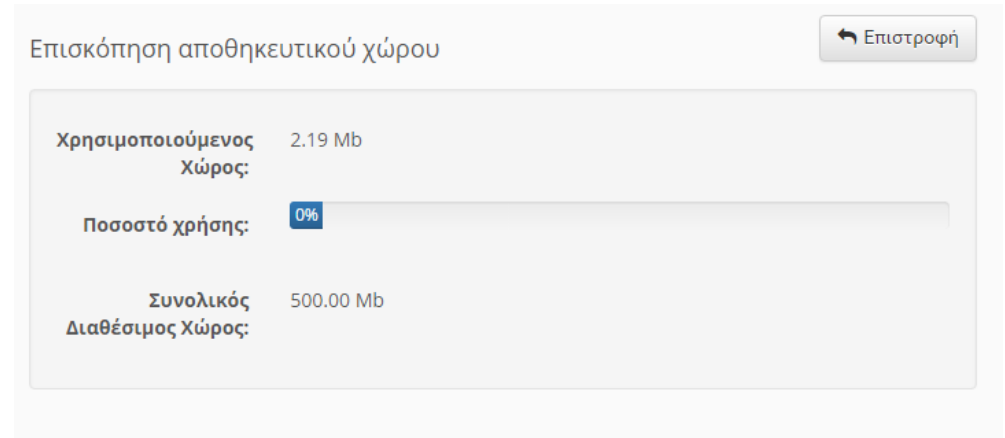 Επισκόπηση αποθηκευτικού χώρου
Επιστροφή
Χρησιμοποιούμενος 2.19 Mb
Χώρος:
Ποσοστό χρήσης: 0%
Συνολικός 500.00 Mb
Διαθέσιμος Χώρος: